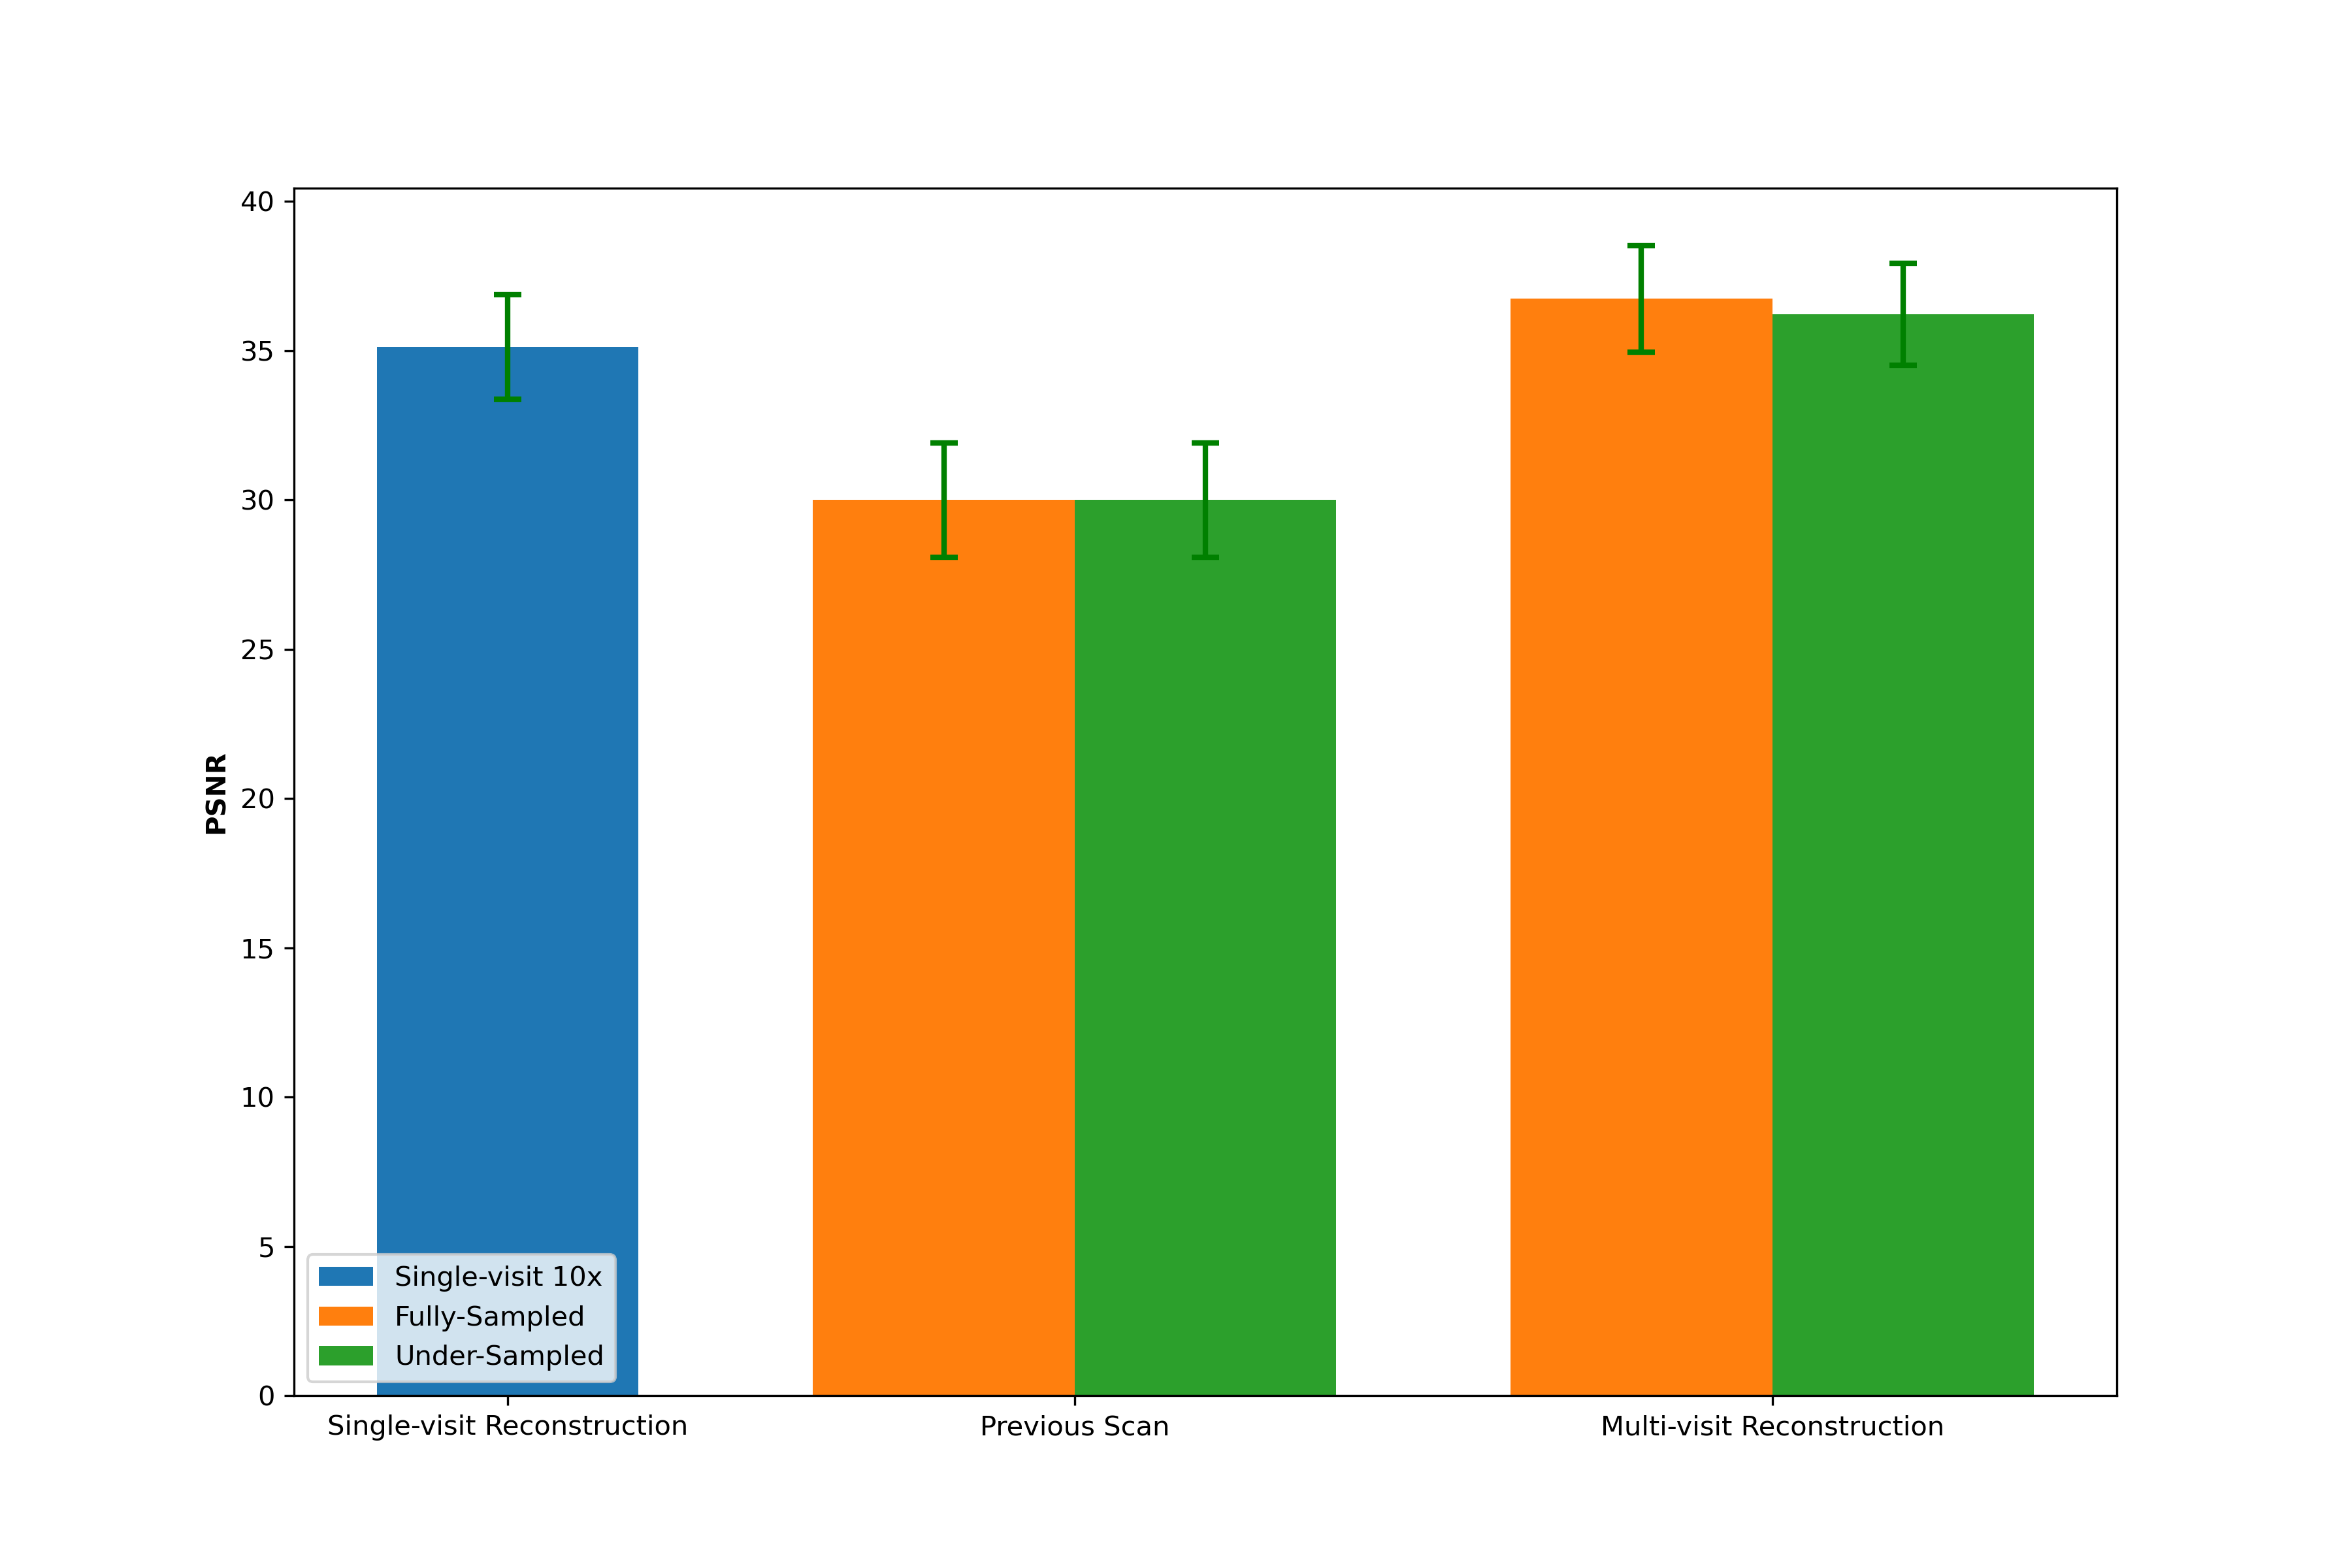 40
35
30
25
20
15
10
5
0
PSNR
Single-visit 10x
Fully-Sampled
Under-Sampled
Single-visit Reconstruction
Previous Scan
Multi-visit Reconstruction